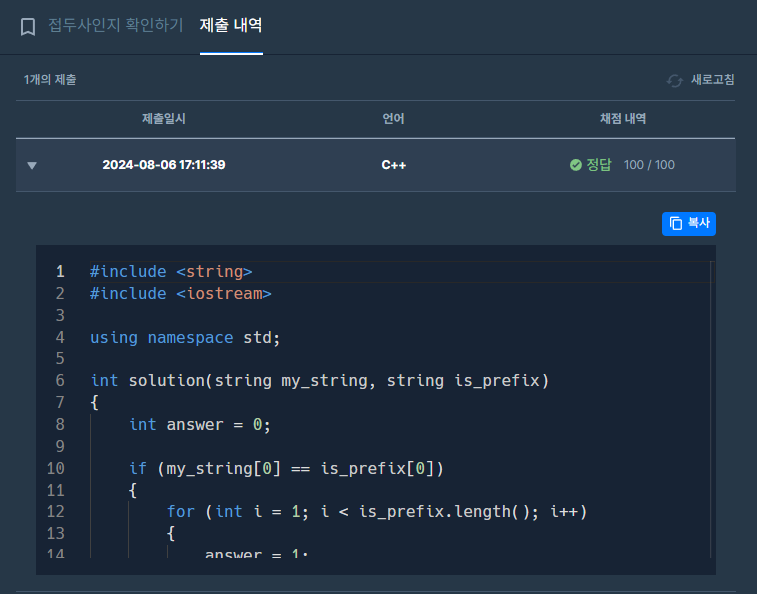 접두사인지 확인하기 제출 내역
1개의 제출 새로고침
제출일시 언어 채점 내역
2024-08-06 17:11:39 C++ 정답 100 / 100
복사
1 #include <string>
2 #include <iostream>
3
4 using namespace std;
5
6 int solution(string my_string, string is_prefix)
7 {
8     int answer = 0;
9
10     if (my_string[0] == is_prefix[0])
11     {
12         for (int i = 1; i < is_prefix.length(); i++)
13         {
14             answer = 1;